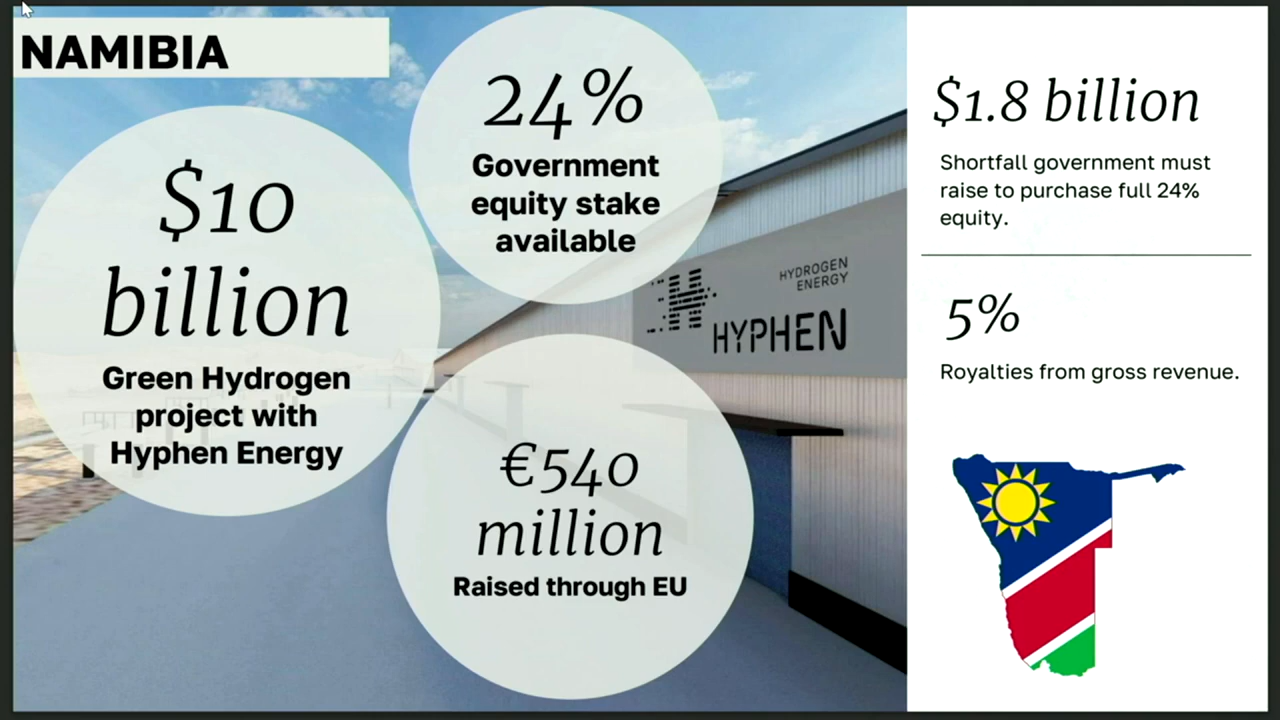 NAMIBIA
$10
billion
Green Hydrogen
project with
Hyphen Energy
24%
Government
equity stake
available
HYDROGEN
ENERGY
HYPHEN
€540
million
Raised through EU
$1.8 billion
Shortfall government must
raise to purchase full 24%
equity.
5%
Royalties from gross revenue.